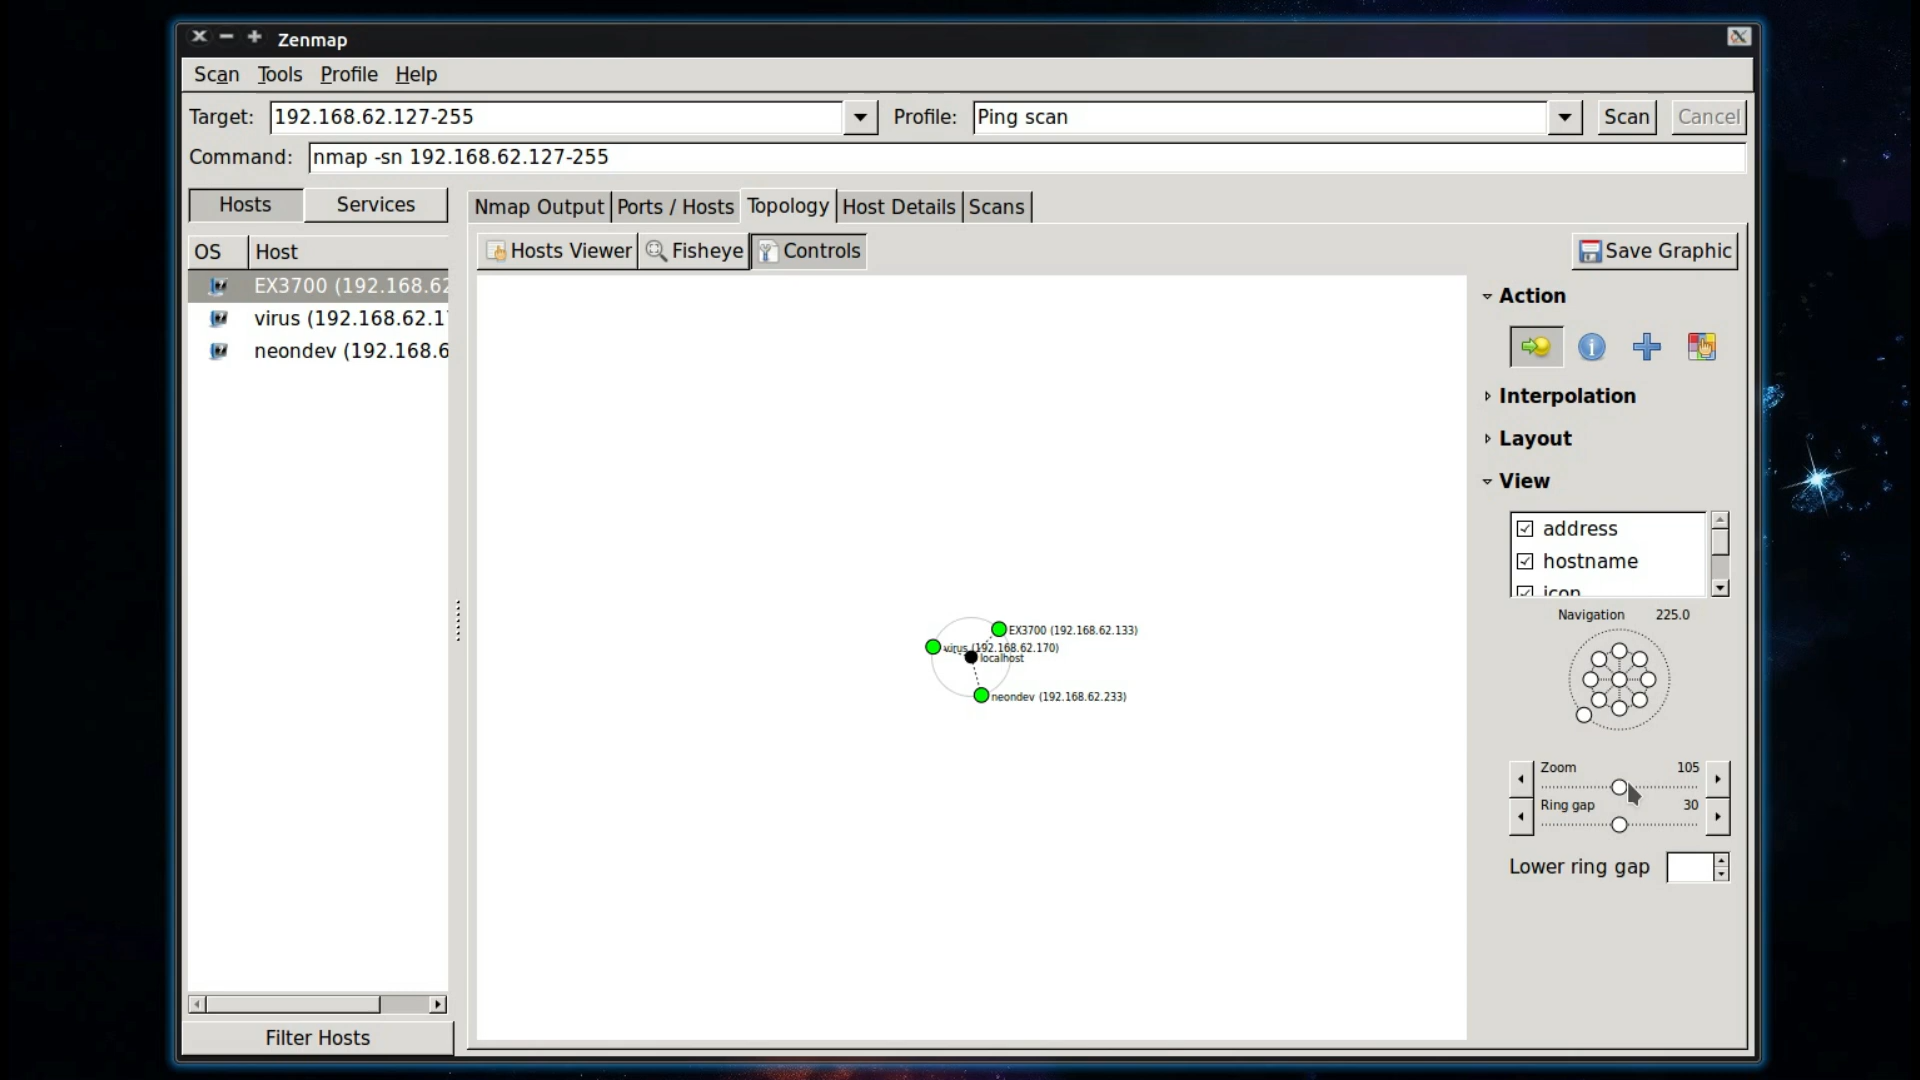 Zenmap
Scan Tools Profile Help
Target: 192.168.62.127-255 Profile: Ping scan Scan Cancel
Command: nmap -sn 192.168.62.127-255
Hosts Services
Nmap Output Ports / Hosts Topology Host Details Scans
OS Host
EX3700 (192.168.62
virus (192.168.62.1
neondev (192.168.6
Filter Hosts
Hosts Viewer Fisheye Controls Save Graphic
EX3700 (192.168.62.133)
virus (192.168.62.170)
localhost
neondev (192.168.62.233)
Action
Interpolation
Layout
View
address
hostname
icon
Navigation 225.0
Zoom 105
Ring gap 30
Lower ring gap